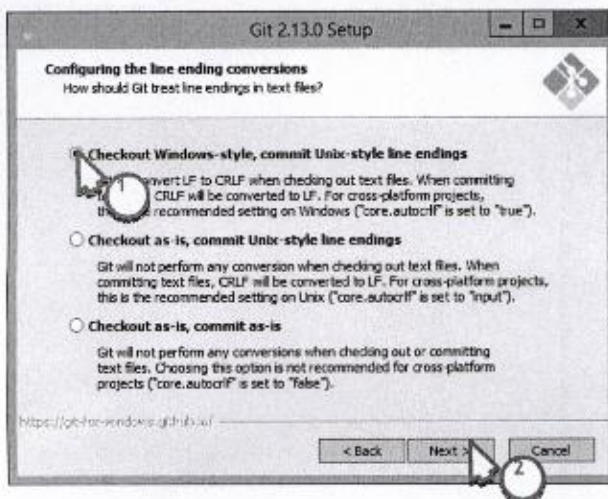 Git 2.13.0 Setup
Configuring the line ending conversions
How should Git treat line endings in text files?
Checkout Windows-style, commit Unix-style line endings
convert LF to CRLF when checking out text files. When committing
CRLF will be converted to LF. For cross-platform projects,
recommended setting on Windows ("core.autocrlf" is set to "true").
1
Checkout as-is, commit Unix-style line endings
Git will not perform any conversion when checking out text files. When
committing text files, CRLF will be converted to LF. For cross-platform projects,
this is the recommended setting on Unix ("core.autocrlf" is set to "input").
Checkout as-is, commit as-is
Git will not perform any conversions when checking out or committing
text files. Choosing this option is not recommended for cross-platform
projects ("core.autocrlf" is set to "false").
https://git-for-windows.github.io/
< Back
Next >
Cancel
2